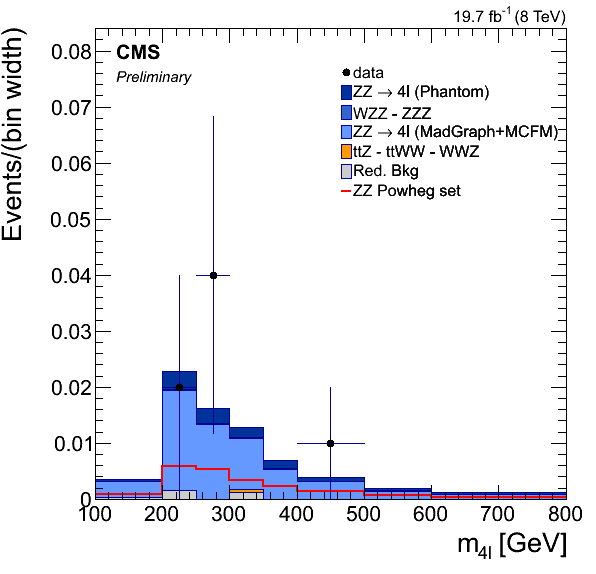 19.7 fb-1 (8 TeV)
CMS
Preliminary
data
ZZ → 4l (Phantom)
WZZ - ZZZ
ZZ → 4l (MadGraph+MCFM)
ttZ - ttWW - WWZ
Red. Bkg
ZZ Powheg set
Events/(bin width)
0.08
0.07
0.06
0.05
0.04
0.03
0.02
0.01
0
100 200 300 400 500 600 700 800
m4l [GeV]